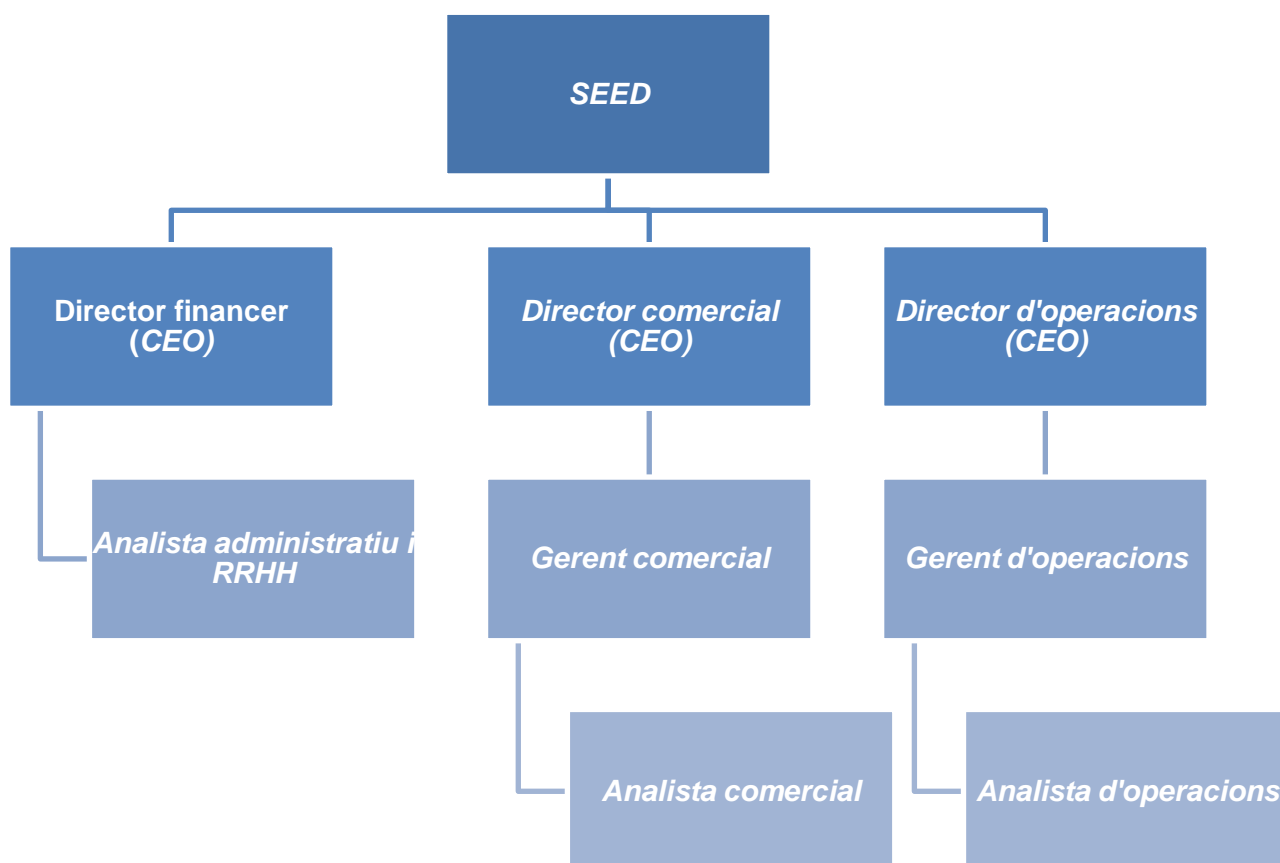 SEED
Director financer
(CEO)
Director comercial
(CEO)
Director d'operacions
(CEO)
Analista administratiu i
RRHH
Gerent comercial
Gerent d'operacions
Analista comercial
Analista d'operacions